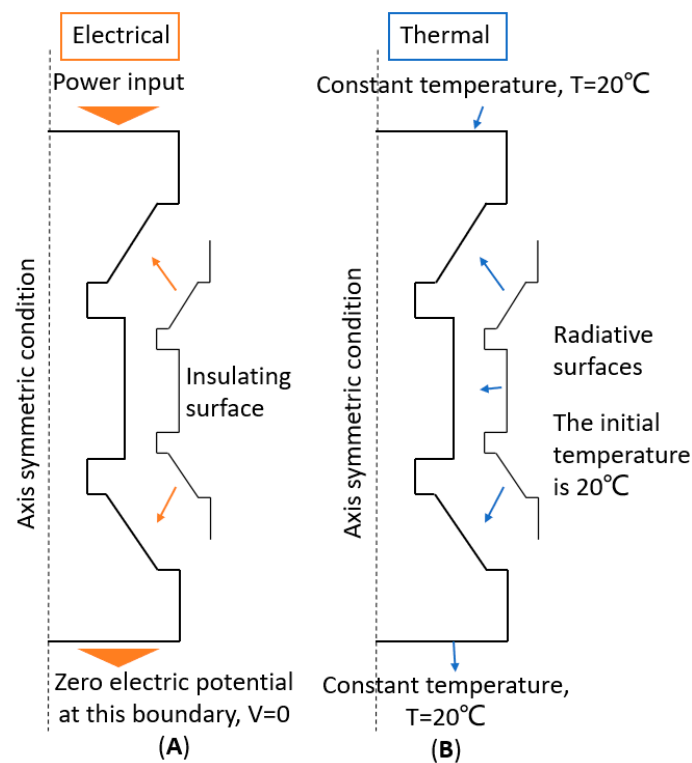 Electrical
Power input
Axis symmetric condition
Insulating
surface
Zero electric potential
at this boundary, V=0
(A)
Thermal
Constant temperature, T=20℃
Axis symmetric condition
Radiative
surfaces
The initial
temperature
is 20℃
Constant temperature,
T=20℃
(B)